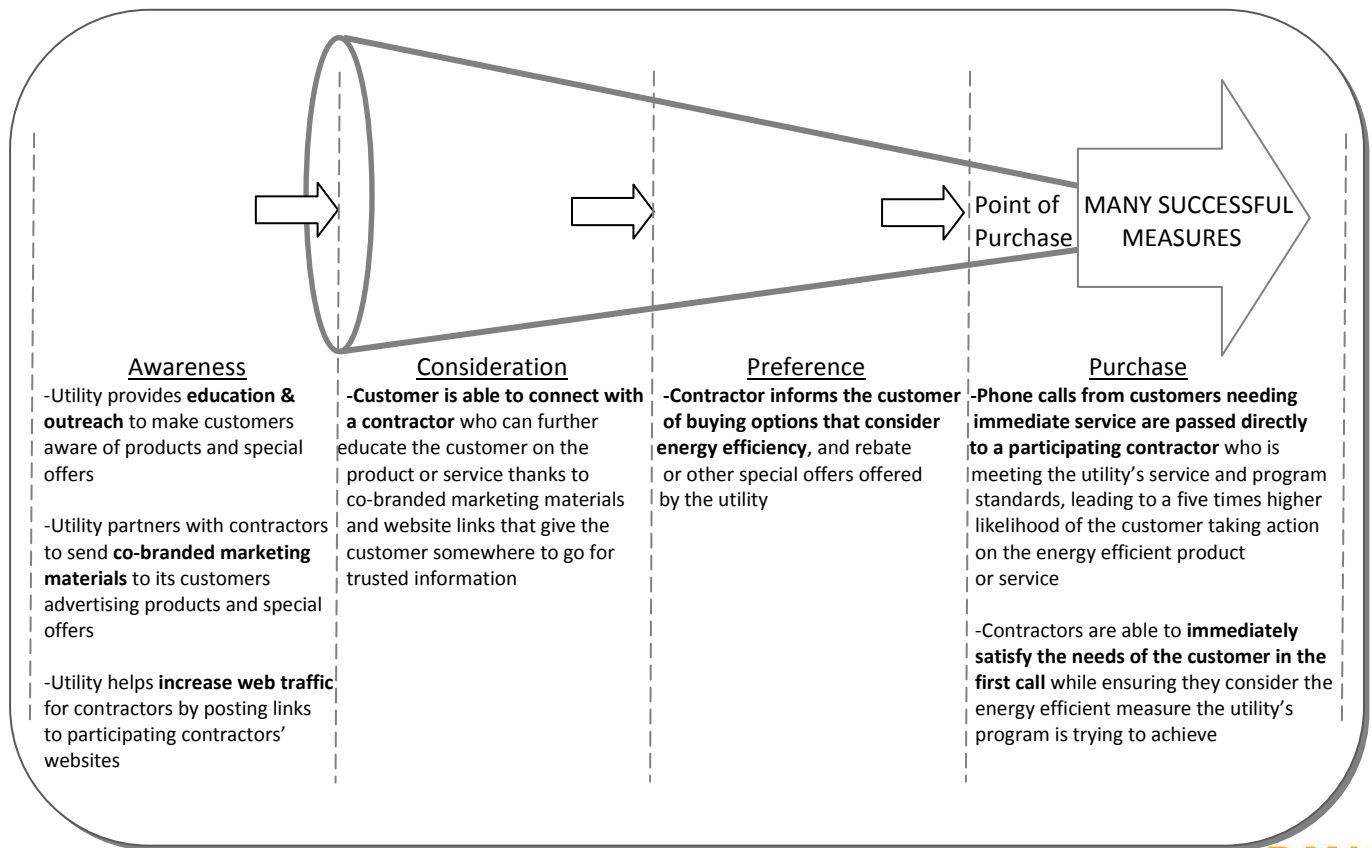 Point of
Purchase
MANY SUCCESSFUL
MEASURES
Awareness
-Utility provides education &
outreach to make customers
aware of products and special
offers
-Utility partners with contractors
to send co-branded marketing
materials to its customers
advertising products and special
offers
-Utility helps increase web traffic
for contractors by posting links
to participating contractors'
websites
Consideration
-Customer is able to connect with
a contractor who can further
educate the customer on the
product or service thanks to
co-branded marketing materials
and website links that give the
customer somewhere to go for
trusted information
Preference
-Contractor informs the customer
of buying options that consider
energy efficiency, and rebate
or other special offers offered
by the utility
Purchase
-Phone calls from customers needing
immediate service are passed directly
to a participating contractor who is
meeting the utility's service and program
standards, leading to a five times higher
likelihood of the customer taking action
on the energy efficient product
or service
-Contractors are able to immediately
satisfy the needs of the customer in the
first call while ensuring they consider the
energy efficient measure the utility's
program is trying to achieve